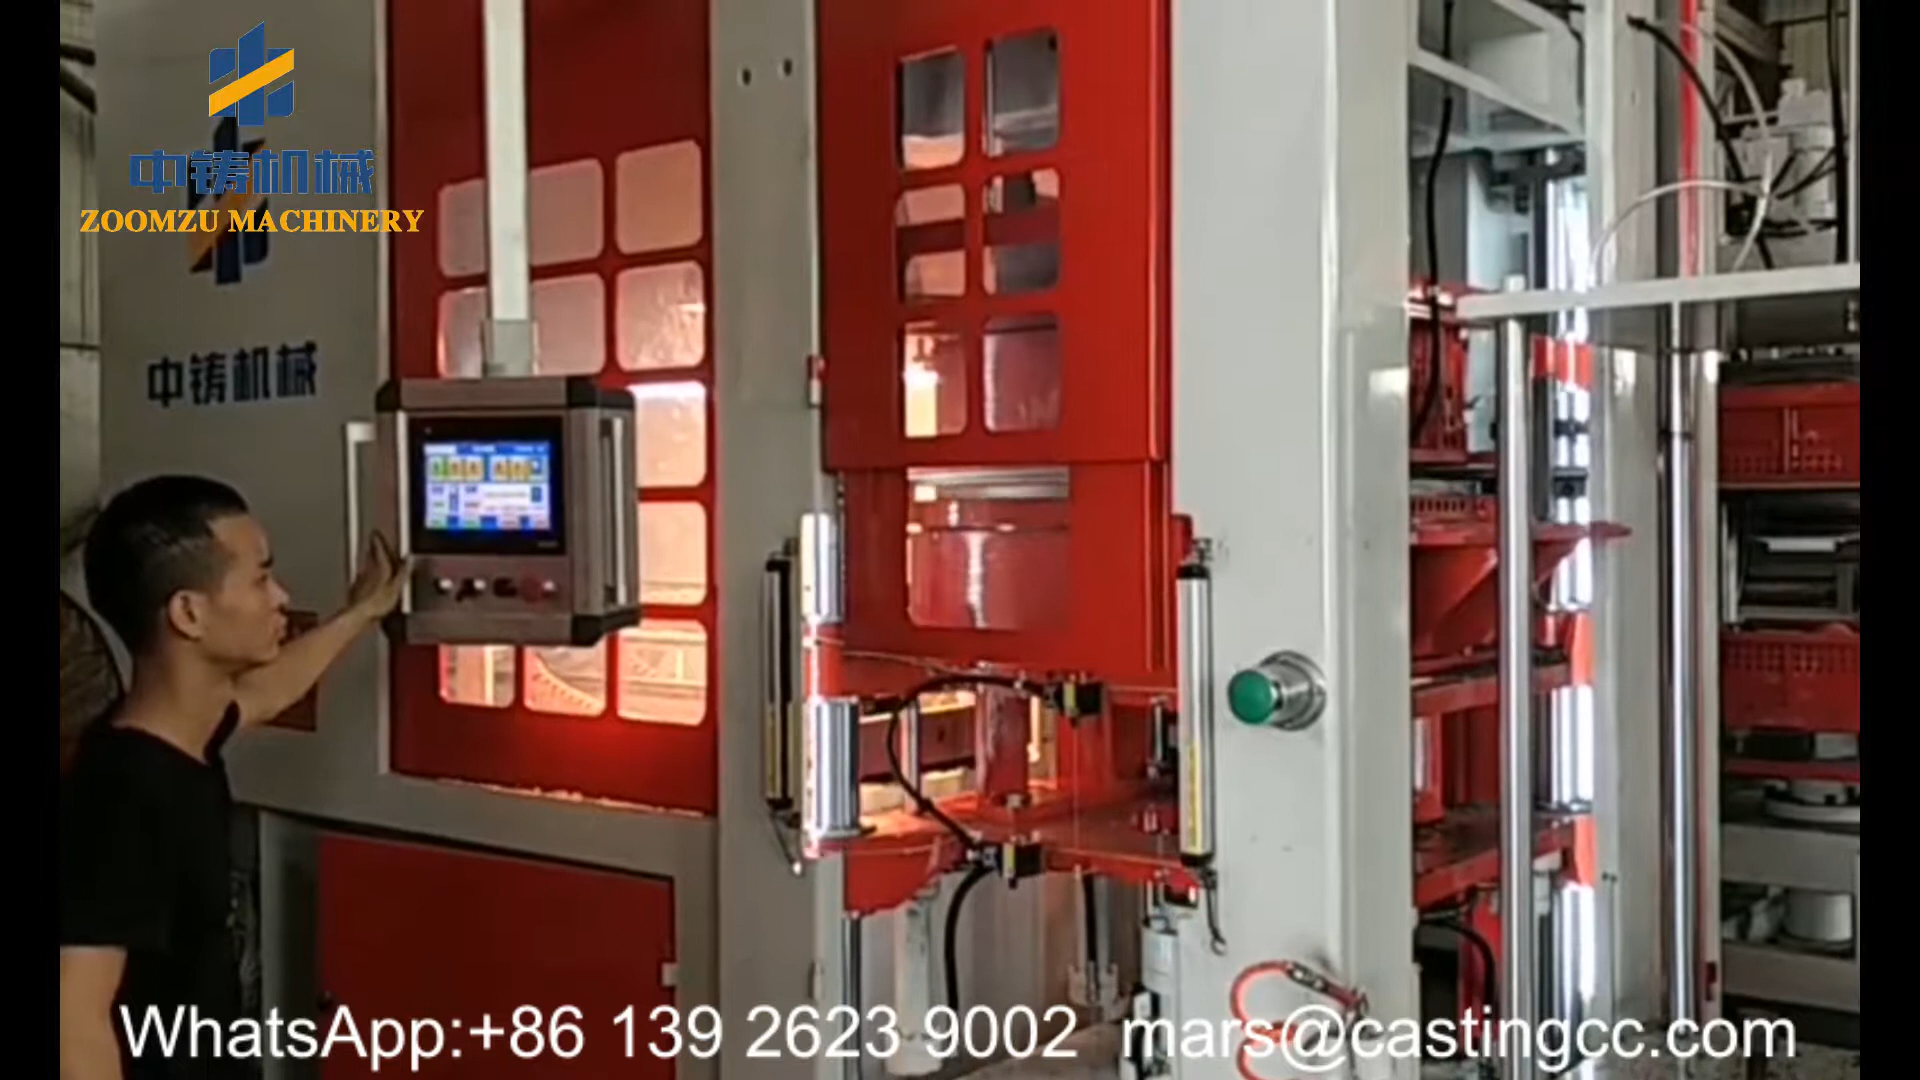 中铸机械
ZOOMZU MACHINERY
中铸机械
WhatsApp:+86 139 2623 9002 mars@castingcc.com